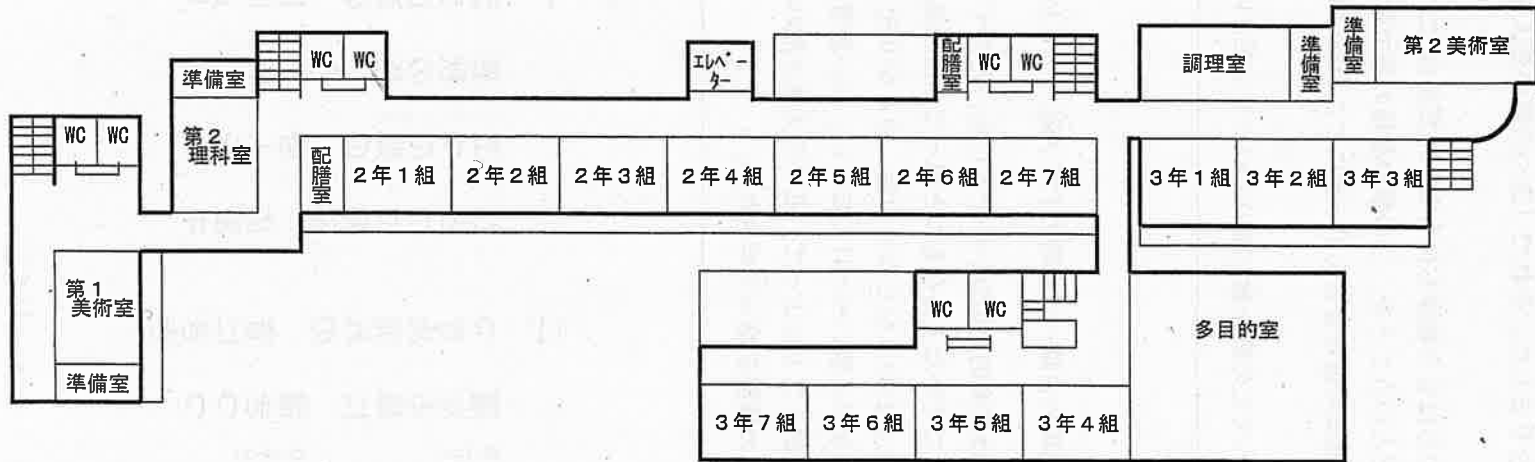 準備室
第2美術室
調理室
準備室
配膳室
WC
WC
エレベーター
WC
WC
準備室
第2
理科室
WC
WC
配膳室
2年1組
2年2組
2年3組
2年4組
2年5組
2年6組
2年7組
3年1組
3年2組
3年3組
第1
美術室
準備室
WC
WC
多目的室
3年7組
3年6組
3年5組
3年4組